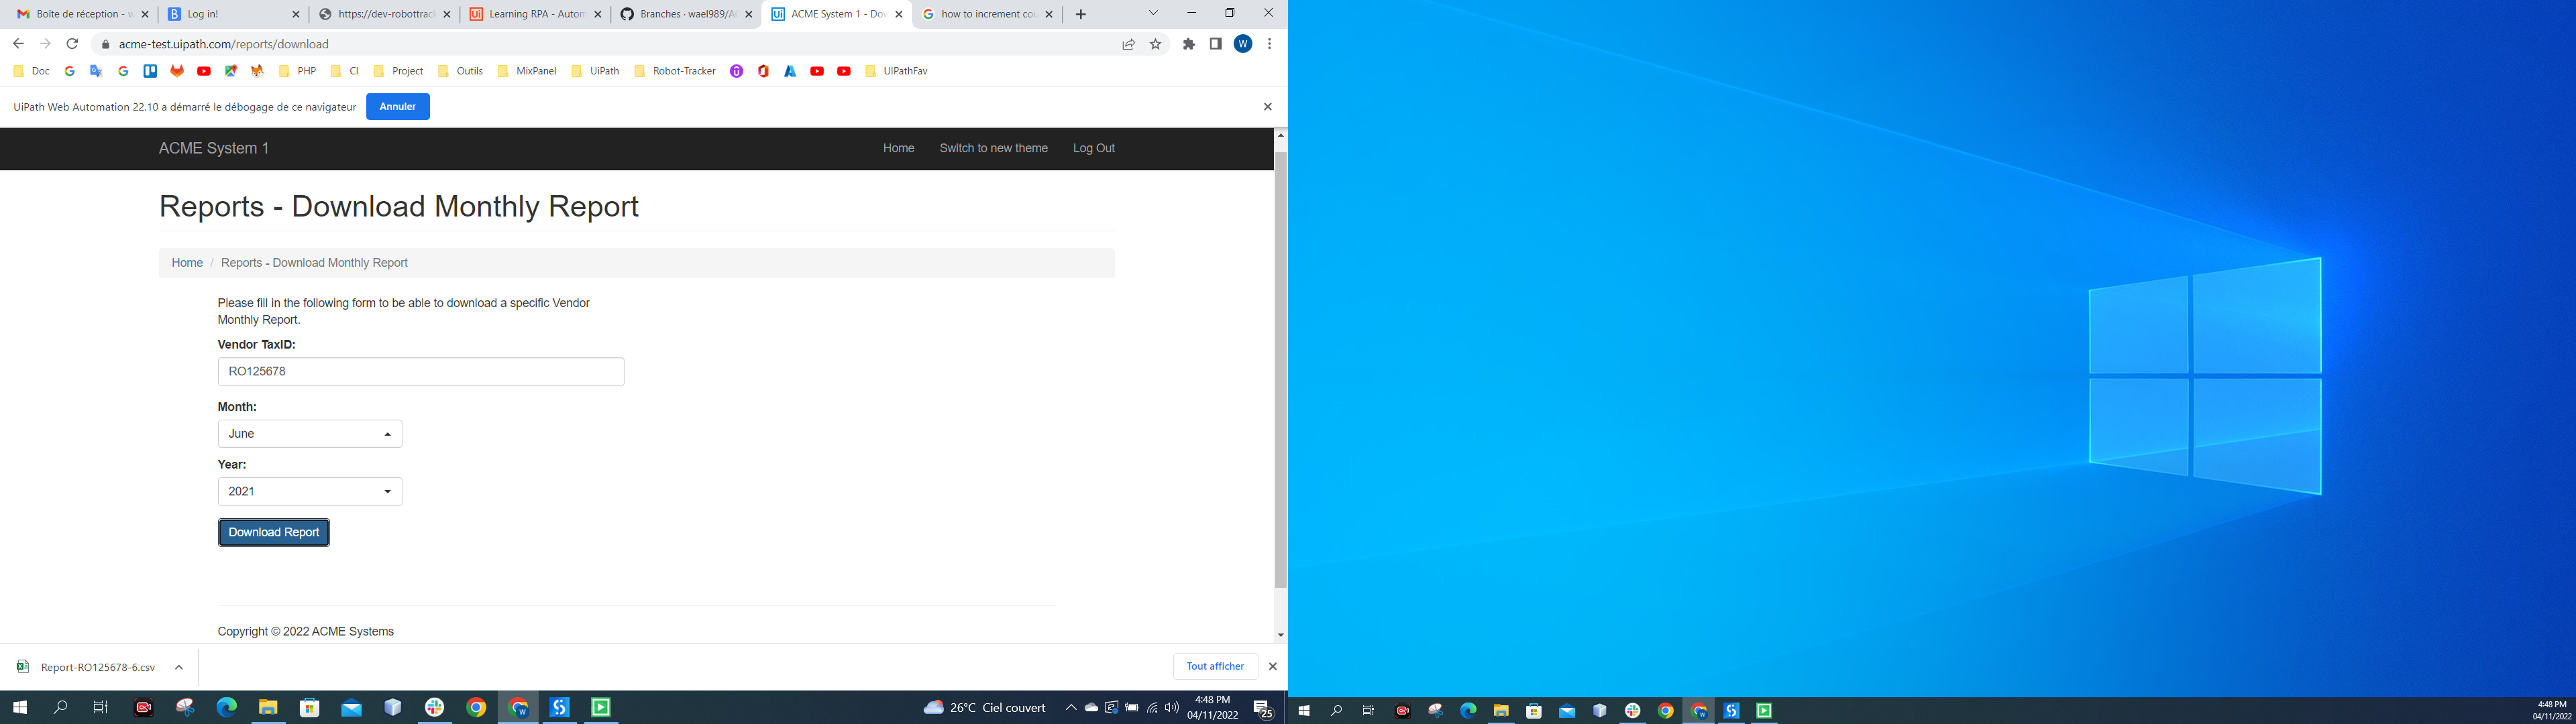 Boîte de réception - w
Log in!
https://dev-robottrack
Learning RPA - Autom
Branches · wael989/A
ACME System 1 - Dow
how to increment cou
acme-test.uipath.com/reports/download
W
Doc
PHP
CI
Project
Outils
MixPanel
UiPath
Robot-Tracker
UIPathFav
UiPath Web Automation 22.10 a démarré le débogage de ce navigateur
Annuler
ACME System 1
Home
Switch to new theme
Log Out
Reports - Download Monthly Report
Home / Reports - Download Monthly Report
Please fill in the following form to be able to download a specific Vendor
Monthly Report.
Vendor TaxID:
RO125678
Month:
June
Year:
2021
Download Report
Copyright © 2022 ACME Systems
Report-RO125678-6.csv
Tout afficher
26°C Ciel couvert
4:48 PM
04/11/2022
25
4:48 PM
04/11/2022